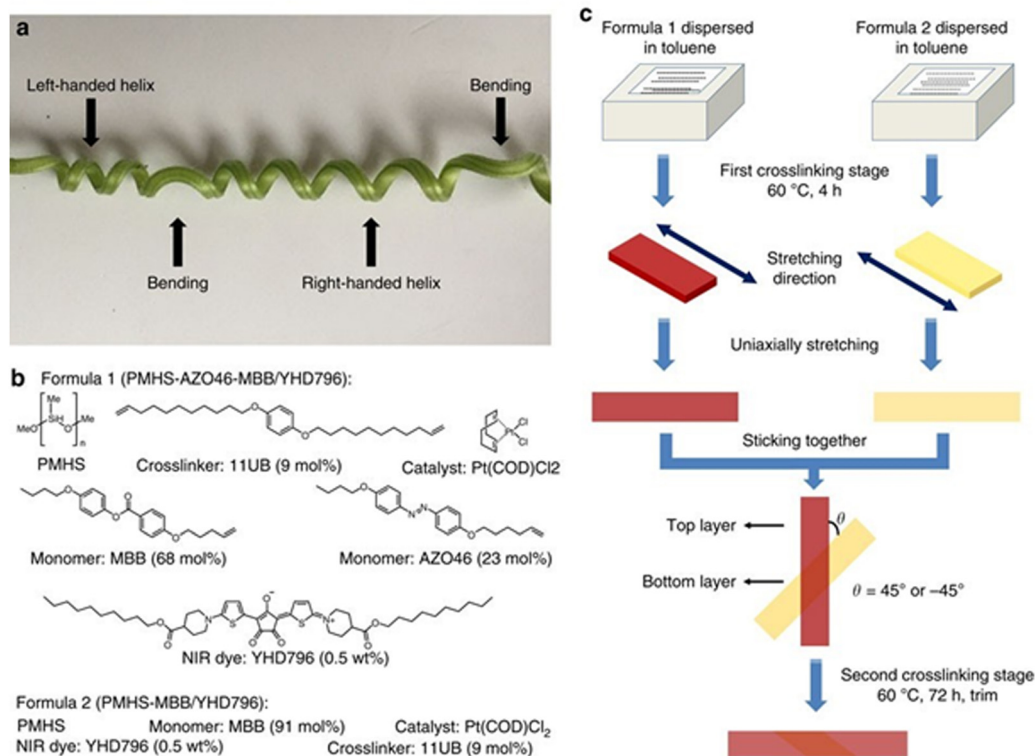 a
Left-handed helix
Bending
Bending
Right-handed helix
b
Formula 1 (PMHS-AZO46-MBB/YHD796):
Me
SiH
MeO
O
Me
n
PMHS
O
O
Crosslinker: 11UB (9 mol%)
Pt
Cl
Cl
Catalyst: Pt(COD)Cl2
O
O
O
O
Monomer: MBB (68 mol%)
O
N
N
O
Monomer: AZO46 (23 mol%)
O
O
N
S
O-
O
O
S
N+
O
O
NIR dye: YHD796 (0.5 wt%)
Formula 2 (PMHS-MBB/YHD796):
PMHS Monomer: MBB (91 mol%) Catalyst: Pt(COD)Cl2
NIR dye: YHD796 (0.5 wt%) Crosslinker: 11UB (9 mol%)
c
Formula 1 dispersed
in toluene
Formula 2 dispersed
in toluene
First crosslinking stage
60 °C, 4 h
Stretching
direction
Uniaxially stretching
Sticking together
Top layer
θ
Bottom layer
θ = 45° or –45°
Second crosslinking stage
60 °C, 72 h, trim